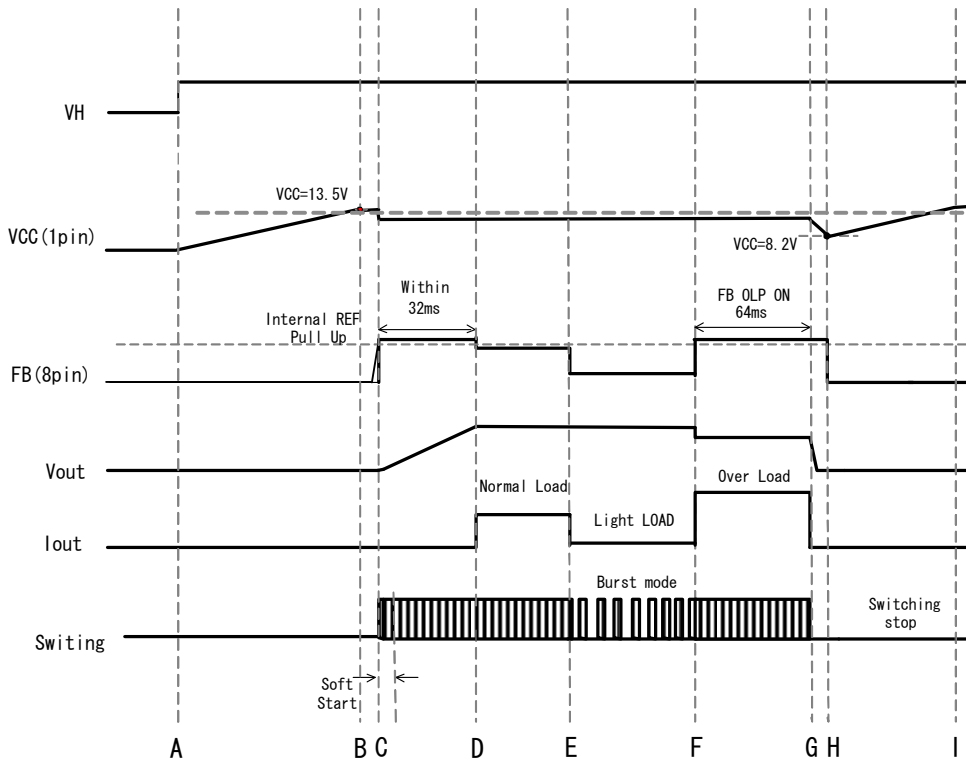 VH
VCC=13.5V
VCC(1pin)
VCC=8.2V
Within
32ms
FB OLP ON
64ms
Internal REF
Pull Up
FB(8pin)
Vout
Normal Load
Over Load
Light LOAD
Iout
Burst mode
Switing
Switching
stop
Soft
Start
A B C D E F G H I